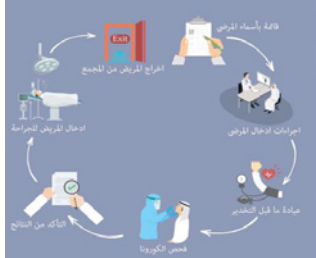 قائمة بأسماء المرضى
اجراءات ادخال المرضى
عيادة ما قبل التخدير
فحص الكورونا
التأكد من النتائج
ادخال المريض للجراحة
اخراج المريض من المجمع
Exit